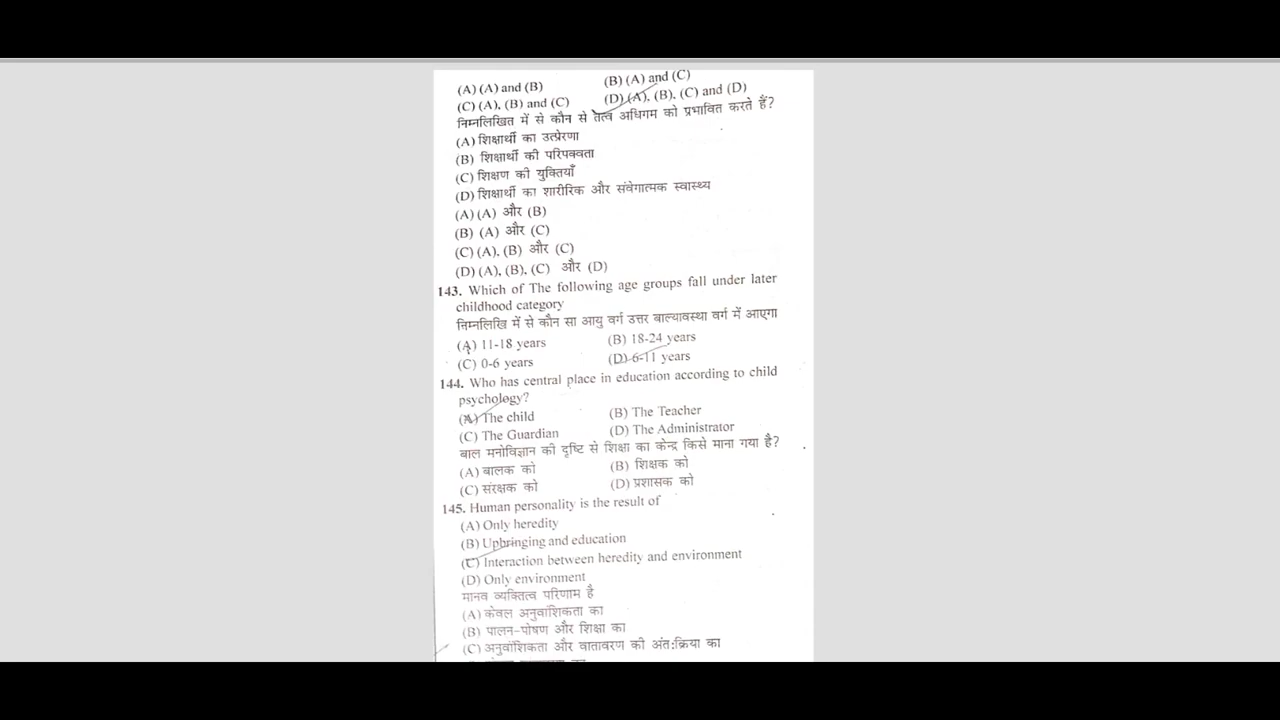 (A) (A) and (B) (B) (A) and (C)
(C) (A), (B) and (C) (D) (A), (B), (C) and (D)
निम्नलिखित में से कौन से तत्व अधिगम को प्रभावित करते हैं?
(A) शिक्षार्थी का उत्प्रेरणा
(B) शिक्षार्थी की परिपक्वता
(C) शिक्षण की युक्तियाँ
(D) शिक्षार्थी का शारीरिक और संवेगात्मक स्वास्थ्य
(A) (A) और (B)
(B) (A) और (C)
(C) (A), (B) और (C)
(D) (A), (B), (C) और (D)
143. Which of The following age groups fall under later
childhood category
निम्नलिखि में से कौन सा आयु वर्ग उत्तर बाल्यावस्था वर्ग में आएगा
(A) 11-18 years (B) 18-24 years
(C) 0-6 years (D) 6-11 years
144. Who has central place in education according to child
psychology?
(A) The child (B) The Teacher
(C) The Guardian (D) The Administrator
बाल मनोविज्ञान की दृष्टि से शिक्षा का केन्द्र किसे माना गया है?
(A) बालक को (B) शिक्षक को
(C) संरक्षक को (D) प्रशासक को
145. Human personality is the result of
(A) Only heredity
(B) Upbringing and education
(C) Interaction between heredity and environment
(D) Only environment
मानव व्यक्तित्व परिणाम है
(A) केवल अनुवांशिकता का
(B) पालन-पोषण और शिक्षा का
(C) अनुवांशिकता और वातावरण की अंत:क्रिया का